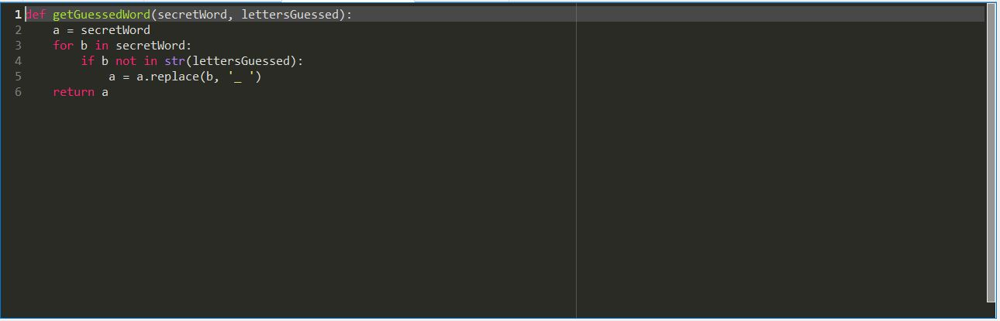 1 def getGuessedWord(secretWord, lettersGuessed):
2     a = secretWord
3     for b in secretWord:
4         if b not in str(lettersGuessed):
5             a = a.replace(b, '_ ')
6     return a